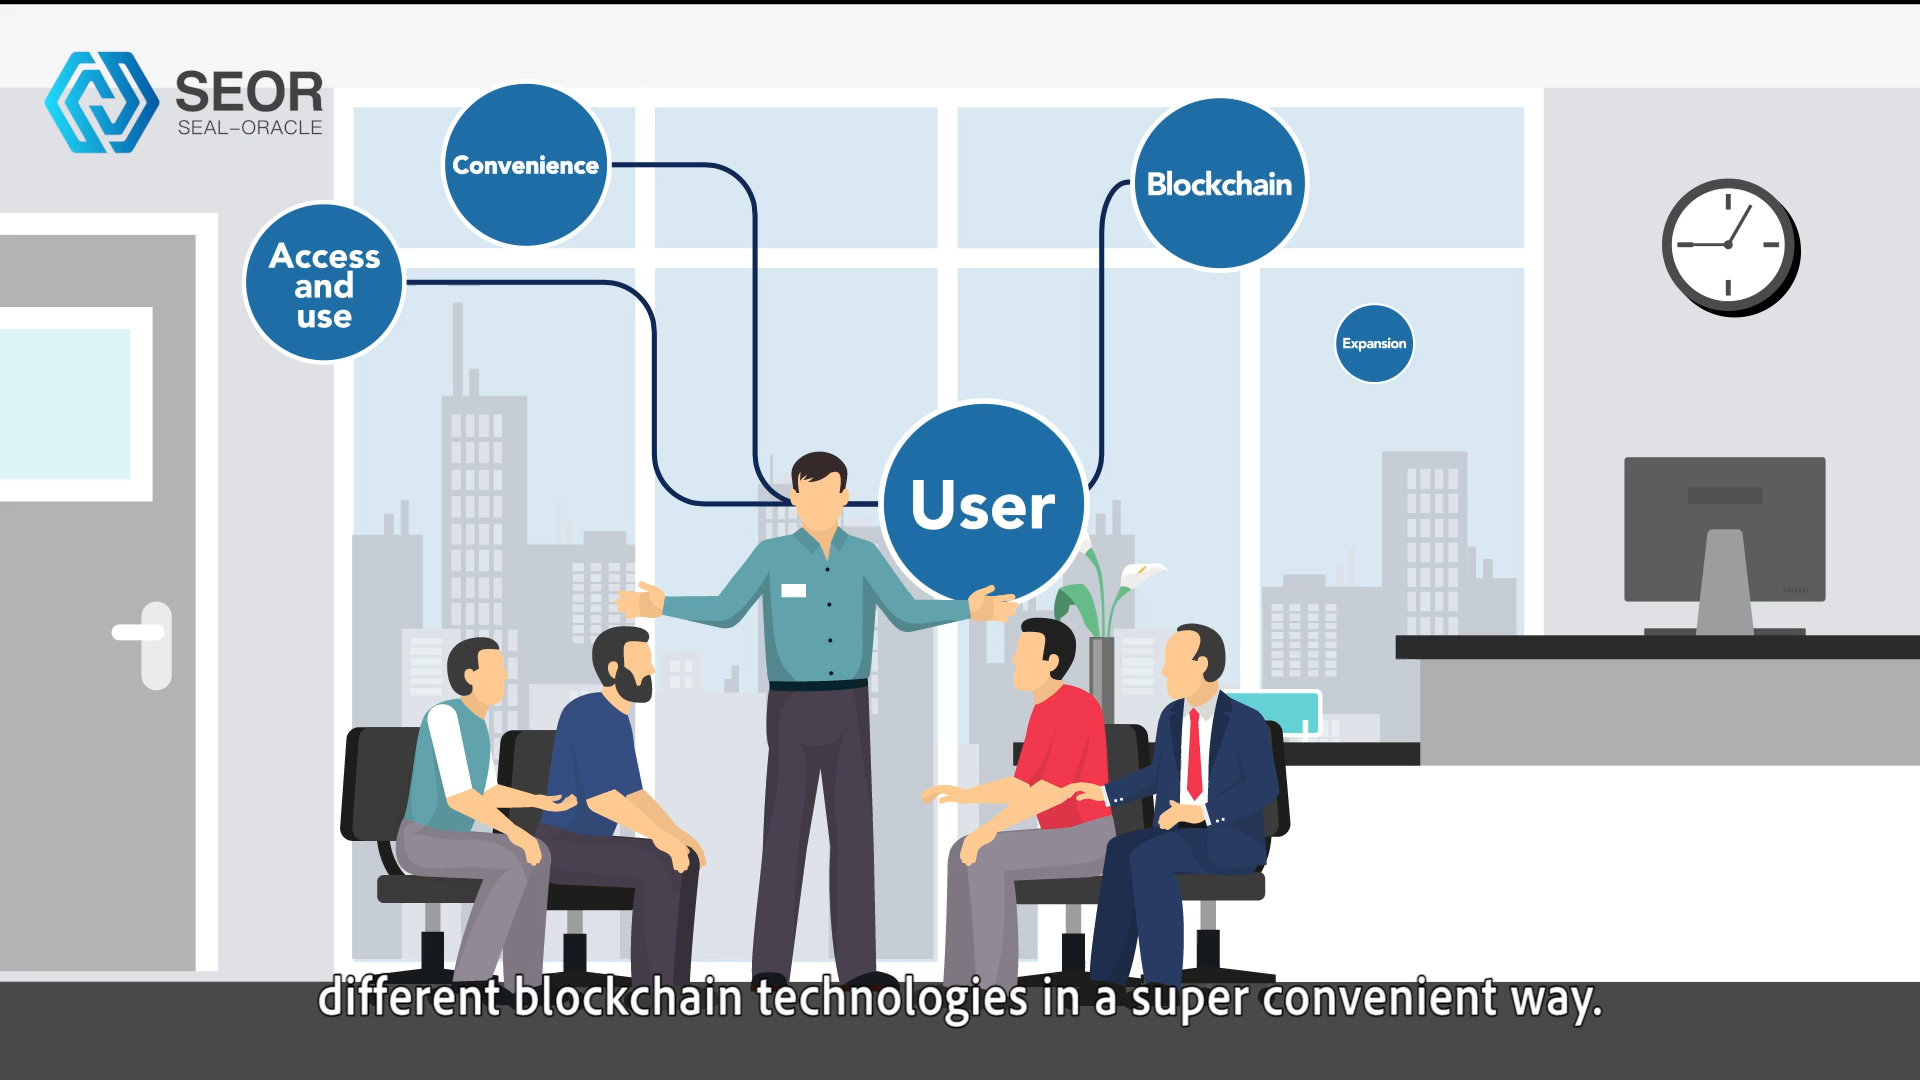 SEOR
SEAL-ORACLE
Convenience
Blockchain
Access
and
use
Expansion
User
different blockchain technologies in a super convenient way.